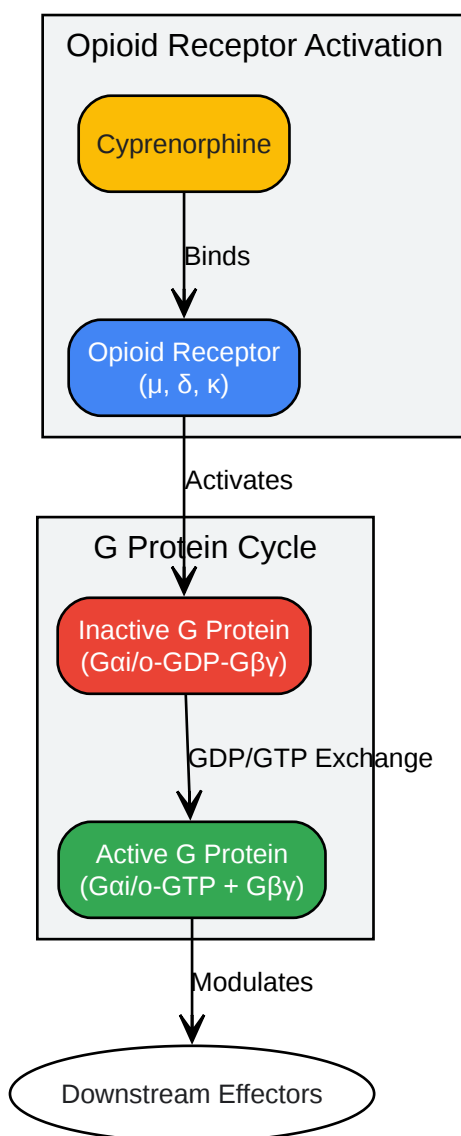 Opioid Receptor Activation
Cyprenorphine
Binds
Opioid Receptor
(μ, δ, κ)
Activates
G Protein Cycle
Inactive G Protein
(Gαi/o-GDP-Gβγ)
GDP/GTP Exchange
Active G Protein
(Gαi/o-GTP + Gβγ)
Modulates
Downstream Effectors